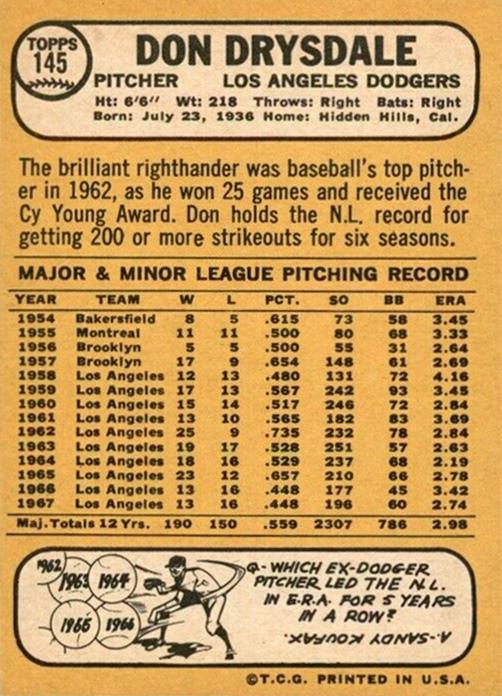 TOPPS
145
DON DRYSDALE
PITCHER LOS ANGELES DODGERS
Ht: 6'6" Wt: 218 Throws: Right Bats: Right
Born: July 23, 1936 Home: Hidden Hills, Cal.
The brilliant righthander was baseball's top pitch-
er in 1962, as he won 25 games and received the
Cy Young Award. Don holds the N.L. record for
getting 200 or more strikeouts for six seasons.
MAJOR & MINOR LEAGUE PITCHING RECORD
YEAR TEAM W L PCT. SO BB ERA
1954 Bakersfield 8 5 .615 73 58 3.45
1955 Montreal 11 11 .500 80 68 3.33
1956 Brooklyn 5 5 .500 55 31 2.64
1957 Brooklyn 17 9 .654 148 61 2.69
1958 Los Angeles 12 13 .480 131 72 4.16
1959 Los Angeles 17 13 .567 242 93 3.45
1960 Los Angeles 15 14 .517 246 72 2.84
1961 Los Angeles 13 10 .565 182 83 3.69
1962 Los Angeles 25 9 .735 232 78 2.84
1963 Los Angeles 19 17 .528 251 57 2.63
1964 Los Angeles 18 16 .529 237 68 2.19
1965 Los Angeles 23 12 .657 210 66 2.78
1966 Los Angeles 13 16 .448 177 45 3.42
1967 Los Angeles 13 16 .448 196 60 2.74
Maj. Totals 12 Yrs. 190 150 .559 2307 786 2.98
1962
1963 1964
1965 1966
Q.- WHICH EX-DODGER
PITCHER LED THE N.L.
IN E.R.A. FOR 5 YEARS
IN A ROW?
A.- SANDY KOUFAX.
©T.C.G. PRINTED IN U.S.A.